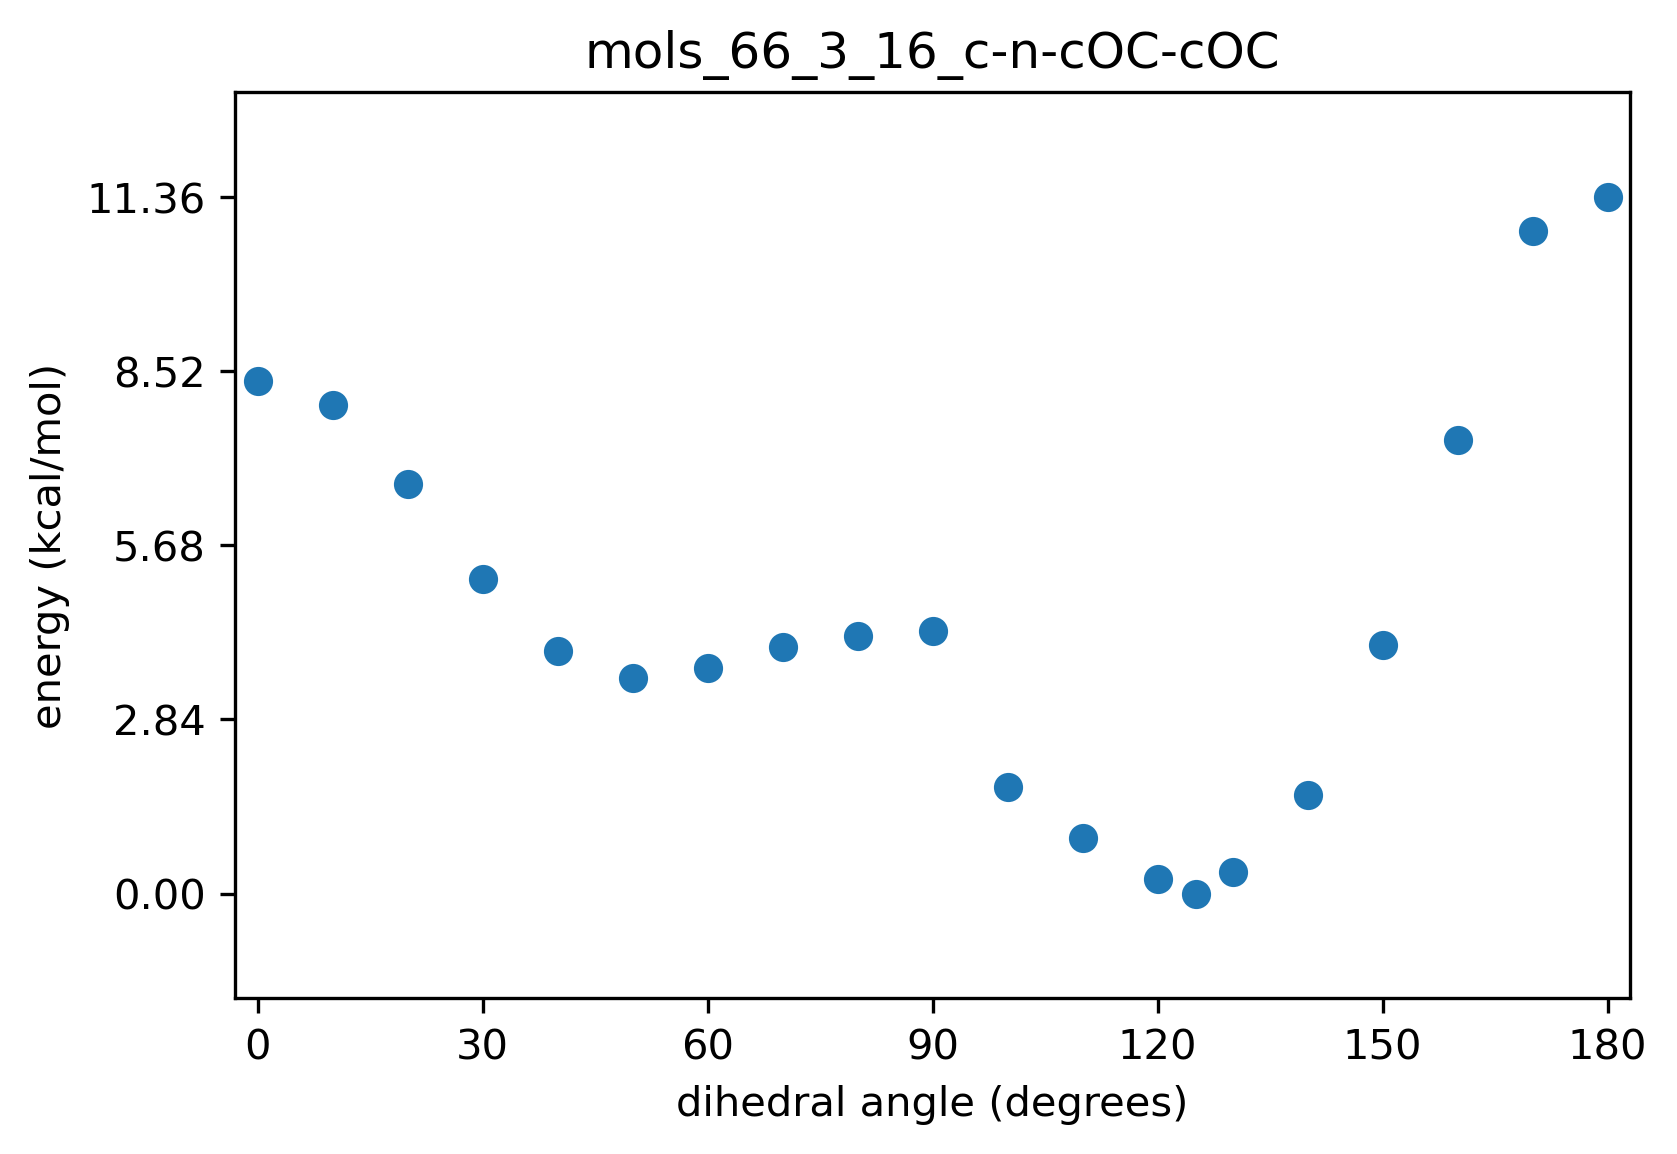 mols_66_3_16_c-n-cOC-cOC
11.36
8.52
5.68
2.84
0.00
energy (kcal/mol)
0 30 60 90 120 150 180
dihedral angle (degrees)